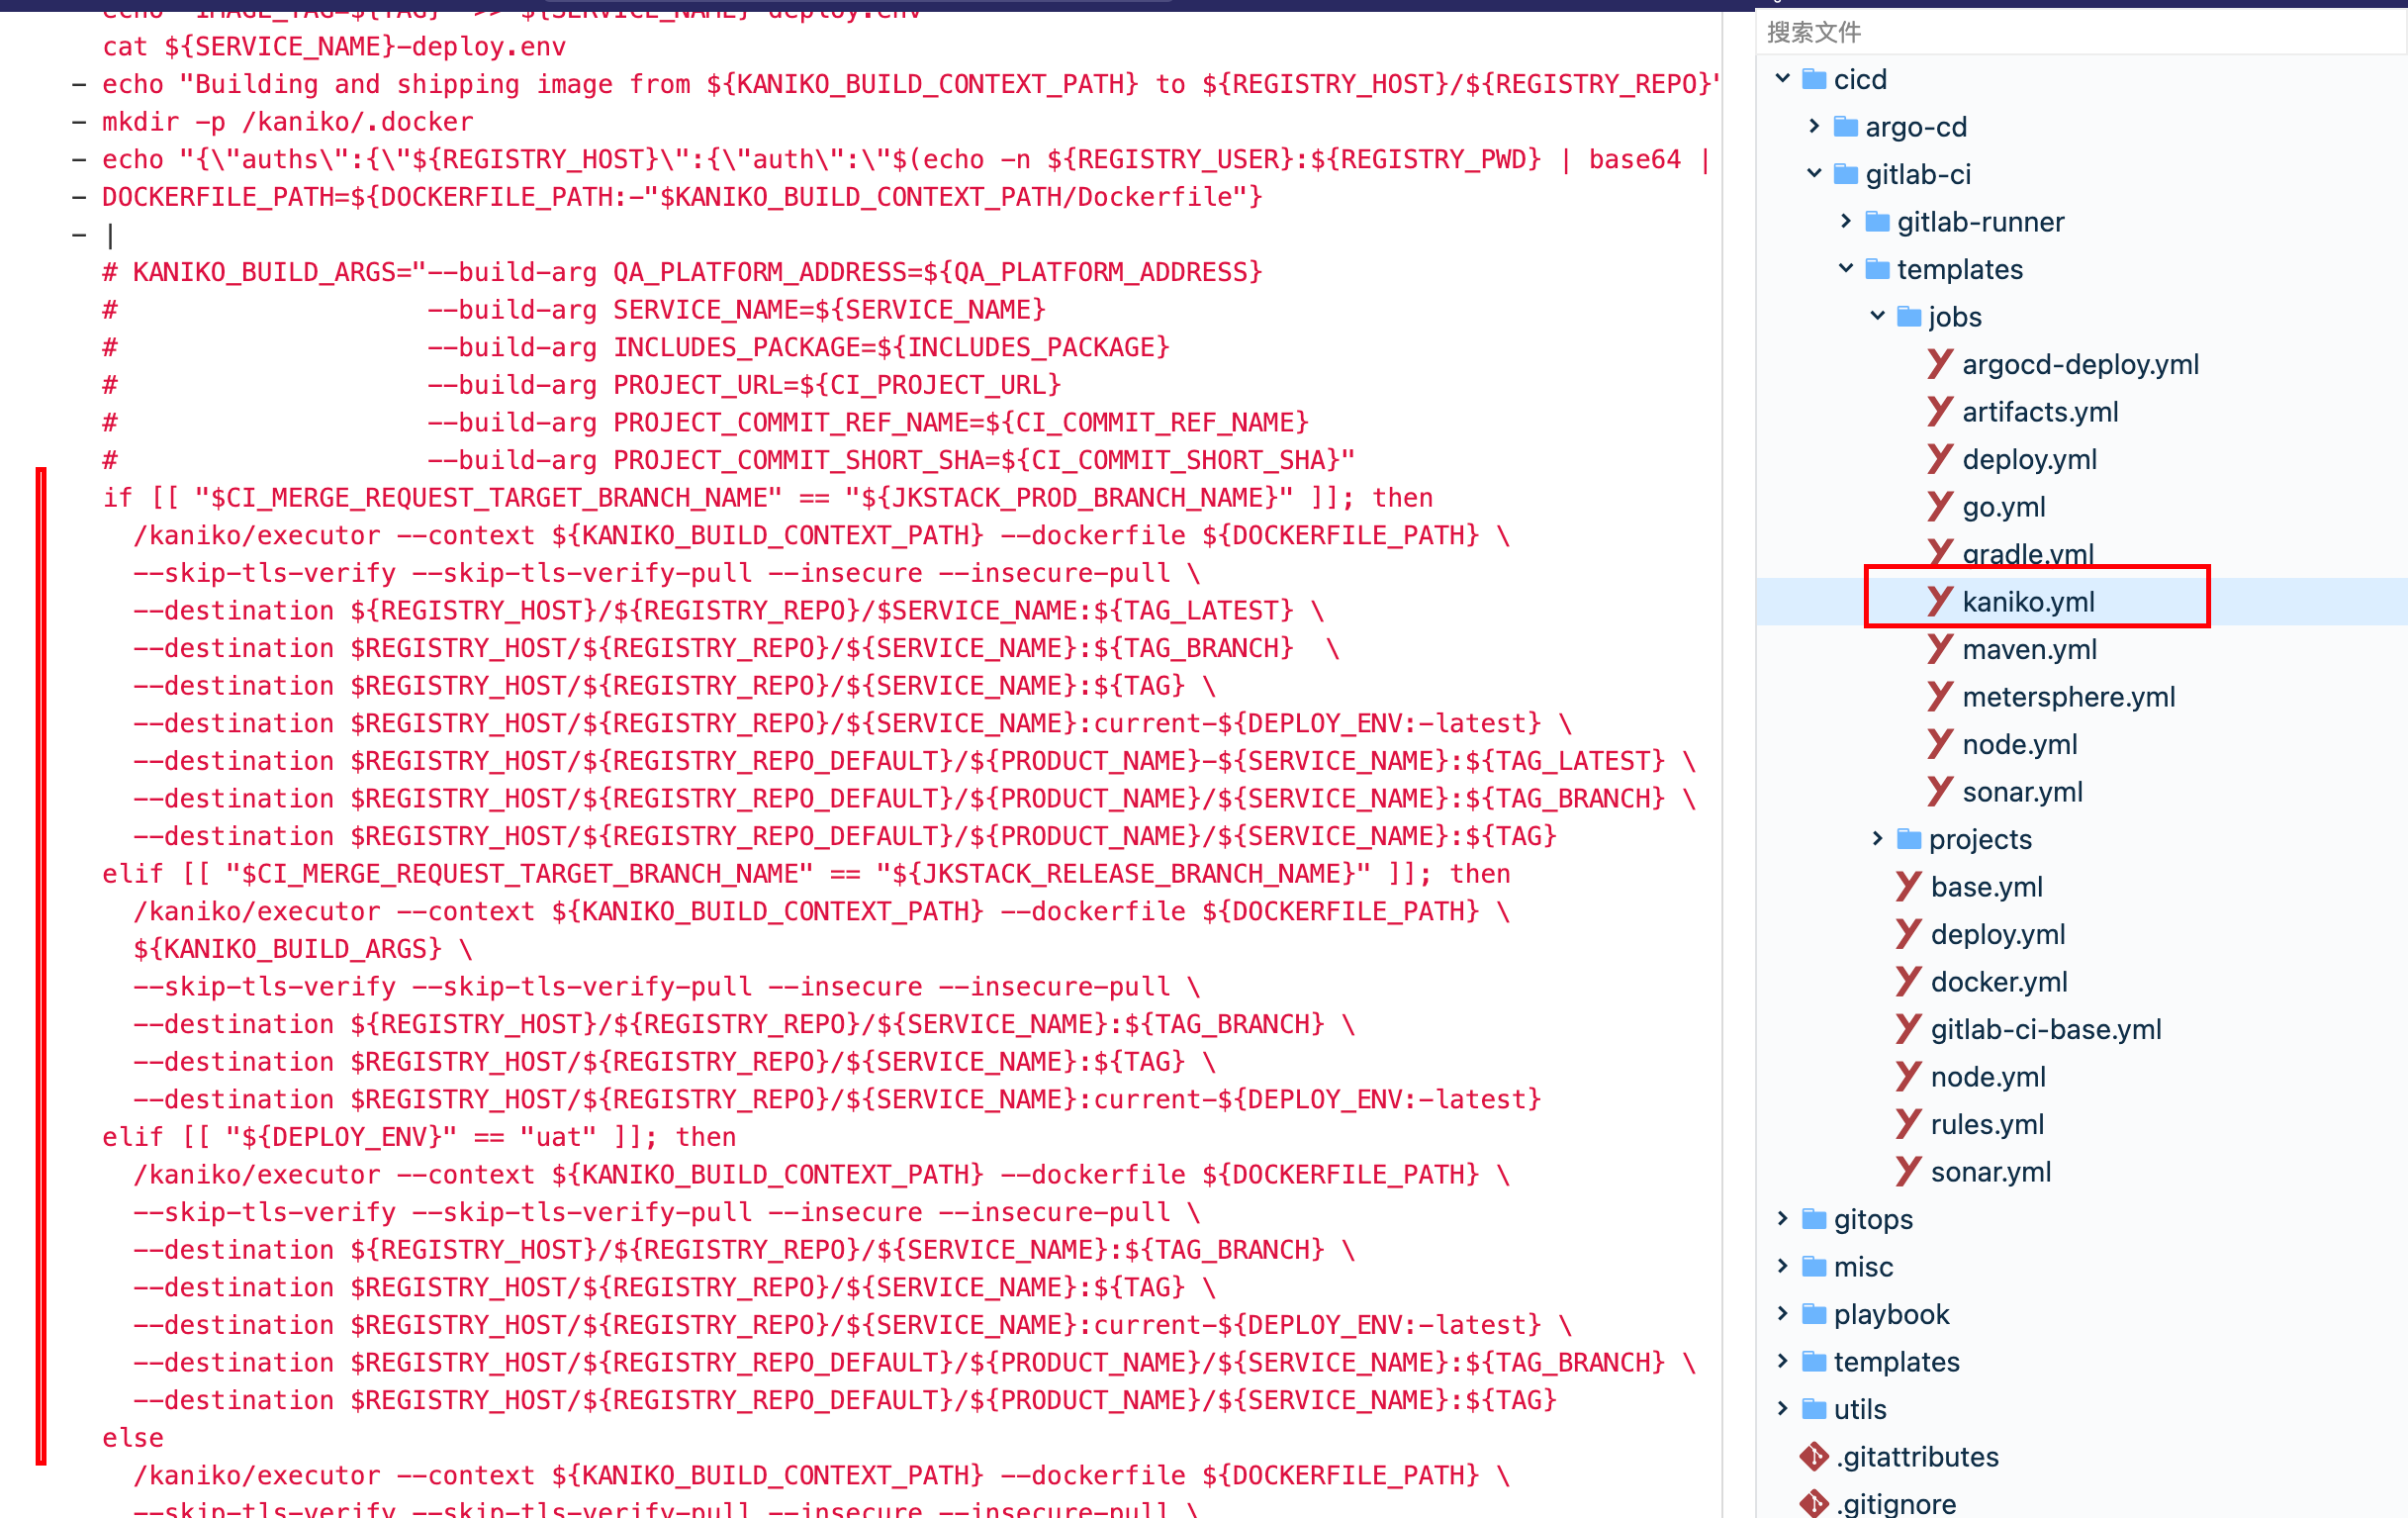 echo "IMAGE_TAG=${TAG}" >> ${SERVICE_NAME}-deploy.env
cat ${SERVICE_NAME}-deploy.env
- echo "Building and shipping image from ${KANIKO_BUILD_CONTEXT_PATH} to ${REGISTRY_HOST}/${REGISTRY_REPO}"
- mkdir -p /kaniko/.docker
- echo "{\"auths\":{\"${REGISTRY_HOST}\":{\"auth\":\"$(echo -n ${REGISTRY_USER}:${REGISTRY_PWD} | base64 |
- DOCKERFILE_PATH=${DOCKERFILE_PATH:-"$KANIKO_BUILD_CONTEXT_PATH/Dockerfile"}
- |
# KANIKO_BUILD_ARGS="--build-arg QA_PLATFORM_ADDRESS=${QA_PLATFORM_ADDRESS}
# --build-arg SERVICE_NAME=${SERVICE_NAME}
# --build-arg INCLUDES_PACKAGE=${INCLUDES_PACKAGE}
# --build-arg PROJECT_URL=${CI_PROJECT_URL}
# --build-arg PROJECT_COMMIT_REF_NAME=${CI_COMMIT_REF_NAME}
# --build-arg PROJECT_COMMIT_SHORT_SHA=${CI_COMMIT_SHORT_SHA}"
if [[ "$CI_MERGE_REQUEST_TARGET_BRANCH_NAME" == "${JKSTACK_PROD_BRANCH_NAME}" ]]; then
/kaniko/executor --context ${KANIKO_BUILD_CONTEXT_PATH} --dockerfile ${DOCKERFILE_PATH} \
--skip-tls-verify --skip-tls-verify-pull --insecure --insecure-pull \
--destination ${REGISTRY_HOST}/${REGISTRY_REPO}/$SERVICE_NAME:${TAG_LATEST} \
--destination $REGISTRY_HOST/${REGISTRY_REPO}/${SERVICE_NAME}:${TAG_BRANCH}  \
--destination $REGISTRY_HOST/${REGISTRY_REPO}/${SERVICE_NAME}:${TAG} \
--destination $REGISTRY_HOST/${REGISTRY_REPO}/${SERVICE_NAME}:current-${DEPLOY_ENV:-latest} \
--destination $REGISTRY_HOST/${REGISTRY_REPO_DEFAULT}/${PRODUCT_NAME}-${SERVICE_NAME}:${TAG_LATEST} \
--destination $REGISTRY_HOST/${REGISTRY_REPO_DEFAULT}/${PRODUCT_NAME}/${SERVICE_NAME}:${TAG_BRANCH} \
--destination $REGISTRY_HOST/${REGISTRY_REPO_DEFAULT}/${PRODUCT_NAME}/${SERVICE_NAME}:${TAG}
elif [[ "$CI_MERGE_REQUEST_TARGET_BRANCH_NAME" == "${JKSTACK_RELEASE_BRANCH_NAME}" ]]; then
/kaniko/executor --context ${KANIKO_BUILD_CONTEXT_PATH} --dockerfile ${DOCKERFILE_PATH} \
${KANIKO_BUILD_ARGS} \
--skip-tls-verify --skip-tls-verify-pull --insecure --insecure-pull \
--destination ${REGISTRY_HOST}/${REGISTRY_REPO}/${SERVICE_NAME}:${TAG_BRANCH} \
--destination $REGISTRY_HOST/${REGISTRY_REPO}/${SERVICE_NAME}:${TAG} \
--destination $REGISTRY_HOST/${REGISTRY_REPO}/${SERVICE_NAME}:current-${DEPLOY_ENV:-latest}
elif [[ "${DEPLOY_ENV}" == "uat" ]]; then
/kaniko/executor --context ${KANIKO_BUILD_CONTEXT_PATH} --dockerfile ${DOCKERFILE_PATH} \
--skip-tls-verify --skip-tls-verify-pull --insecure --insecure-pull \
--destination ${REGISTRY_HOST}/${REGISTRY_REPO}/${SERVICE_NAME}:${TAG_BRANCH} \
--destination $REGISTRY_HOST/${REGISTRY_REPO}/${SERVICE_NAME}:${TAG} \
--destination $REGISTRY_HOST/${REGISTRY_REPO}/${SERVICE_NAME}:current-${DEPLOY_ENV:-latest} \
--destination $REGISTRY_HOST/${REGISTRY_REPO_DEFAULT}/${PRODUCT_NAME}/${SERVICE_NAME}:${TAG_BRANCH} \
--destination $REGISTRY_HOST/${REGISTRY_REPO_DEFAULT}/${PRODUCT_NAME}/${SERVICE_NAME}:${TAG}
else
/kaniko/executor --context ${KANIKO_BUILD_CONTEXT_PATH} --dockerfile ${DOCKERFILE_PATH} \
--skip-tls-verify --skip-tls-verify-pull --insecure --insecure-pull \
搜索文件
cicd
argo-cd
gitlab-ci
gitlab-runner
templates
jobs
argocd-deploy.yml
artifacts.yml
deploy.yml
go.yml
gradle.yml
kaniko.yml
maven.yml
metersphere.yml
node.yml
sonar.yml
projects
base.yml
deploy.yml
docker.yml
gitlab-ci-base.yml
node.yml
rules.yml
sonar.yml
gitops
misc
playbook
templates
utils
.gitattributes
.gitignore